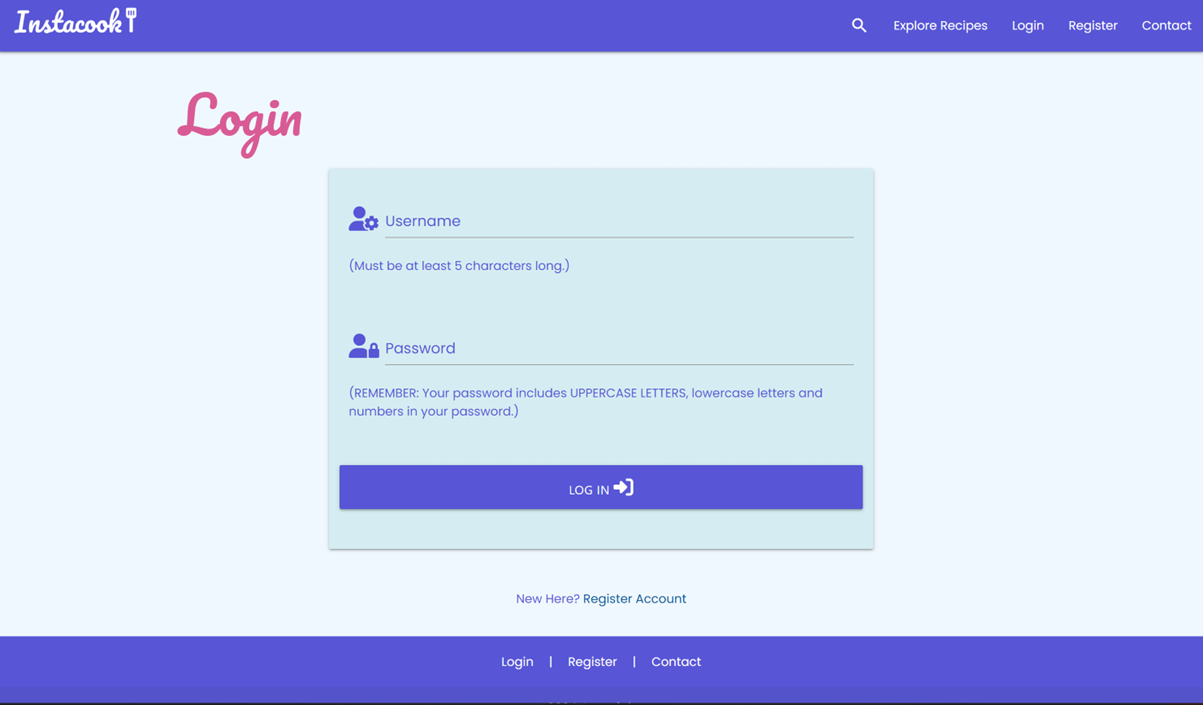 Instacook
Explore Recipes Login Register Contact
Login
Username
(Must be at least 5 characters long.)
Password
(REMEMBER: Your password includes UPPERCASE LETTERS, lowercase letters and
numbers in your password.)
LOG IN
New Here? Register Account
Login | Register | Contact